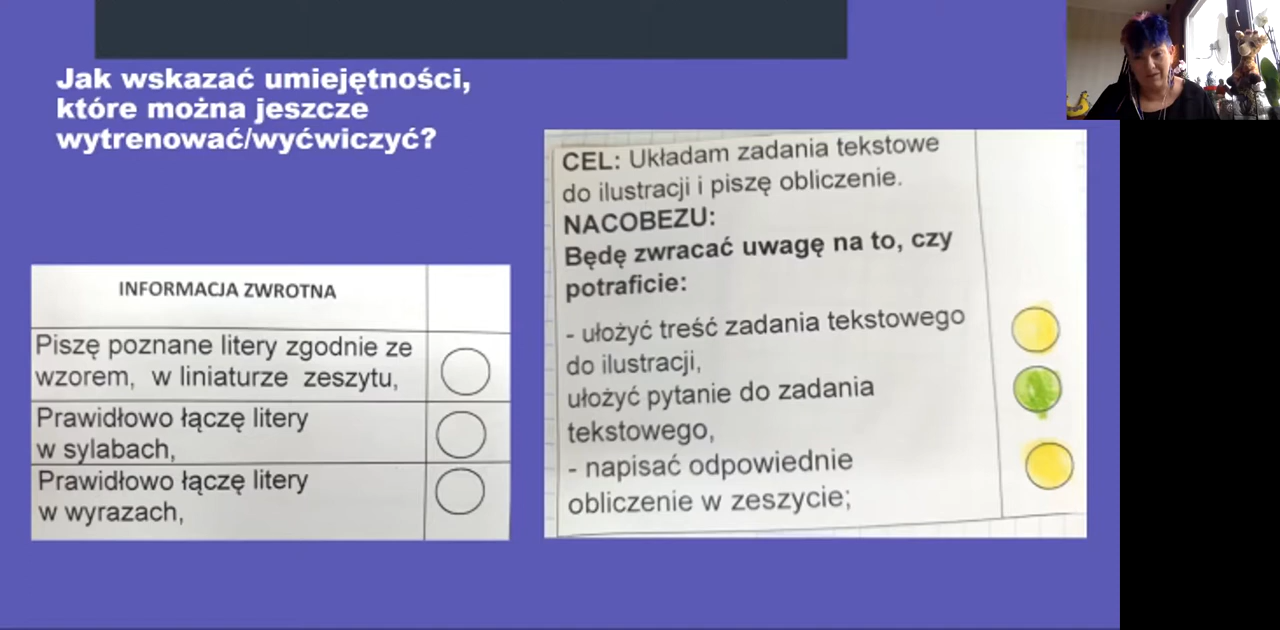 Jak wskazać umiejętności,
które można jeszcze
wytrenować/wyćwiczyć?
INFORMACJA ZWROTNA
Piszę poznane litery zgodnie ze
wzorem, w liniaturze zeszytu,
Prawidłowo łączę litery
w sylabach,
Prawidłowo łączę litery
w wyrazach,
CEL: Układam zadania tekstowe
do ilustracji i piszę obliczenie.
NACOBEZU:
Będę zwracać uwagę na to, czy
potraficie:
- ułożyć treść zadania tekstowego
do ilustracji,
ułożyć pytanie do zadania
tekstowego,
- napisać odpowiednie
obliczenie w zeszycie;